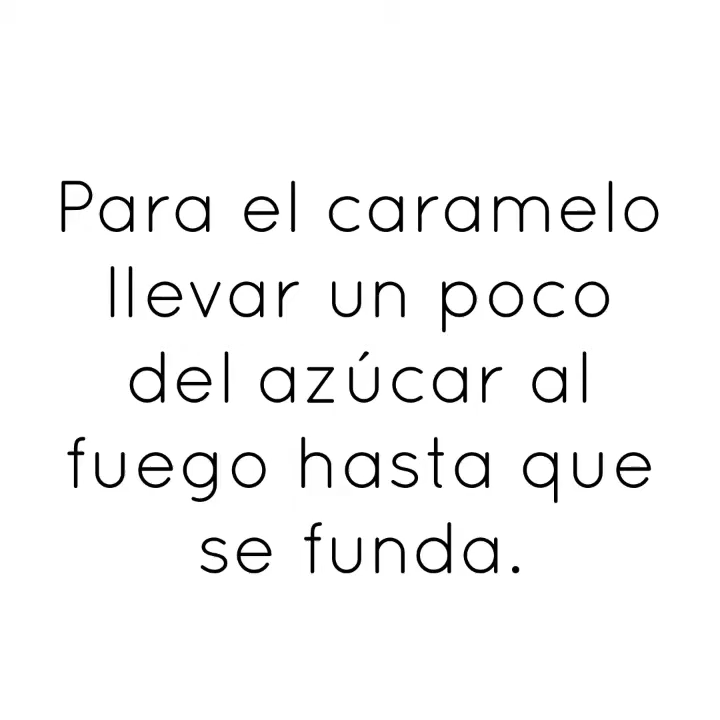 Para el caramelo
llevar un poco
del azúcar al
fuego hasta que
se funda.